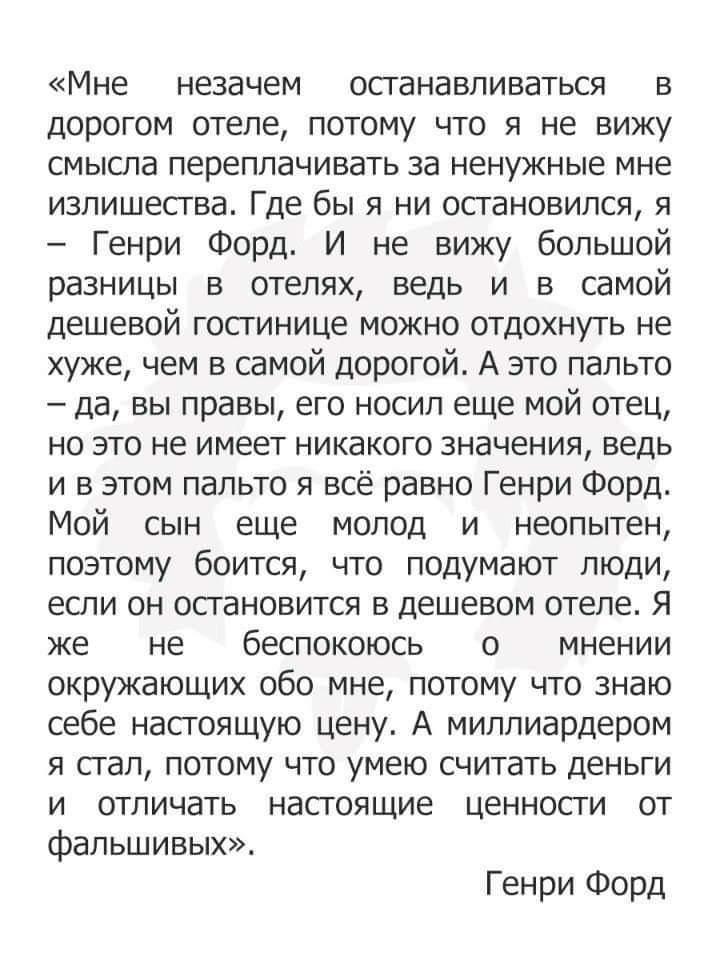 «Мне незачем останавливаться в
дорогом отеле, потому что я не вижу
смысла переплачивать за ненужные мне
излишества. Где бы я ни остановился, я
– Генри Форд. И не вижу большой
разницы в отелях, ведь и в самой
дешевой гостинице можно отдохнуть не
хуже, чем в самой дорогой. А это пальто
– да, вы правы, его носил еще мой отец,
но это не имеет никакого значения, ведь
и в этом пальто я всё равно Генри Форд.
Мой сын еще молод и неопытен,
поэтому боится, что подумают люди,
если он остановится в дешевом отеле. Я
же не беспокоюсь о мнении
окружающих обо мне, потому что знаю
себе настоящую цену. А миллиардером
я стал, потому что умею считать деньги
и отличать настоящие ценности от
фальшивых».
Генри Форд